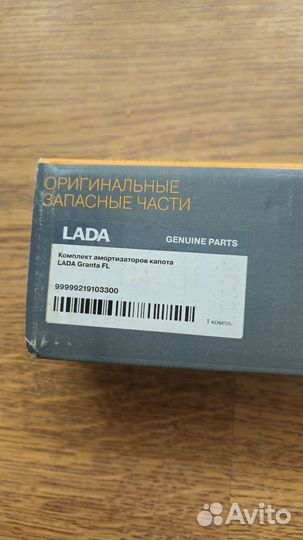 ОРИГИНАЛЬНЫЕ
ЗАПАСНЫЕ ЧАСТИ
LADA GENUINE PARTS
Комплект амортизаторов капота
LADA Granta FL
99999219103300
1 компл.
Avito